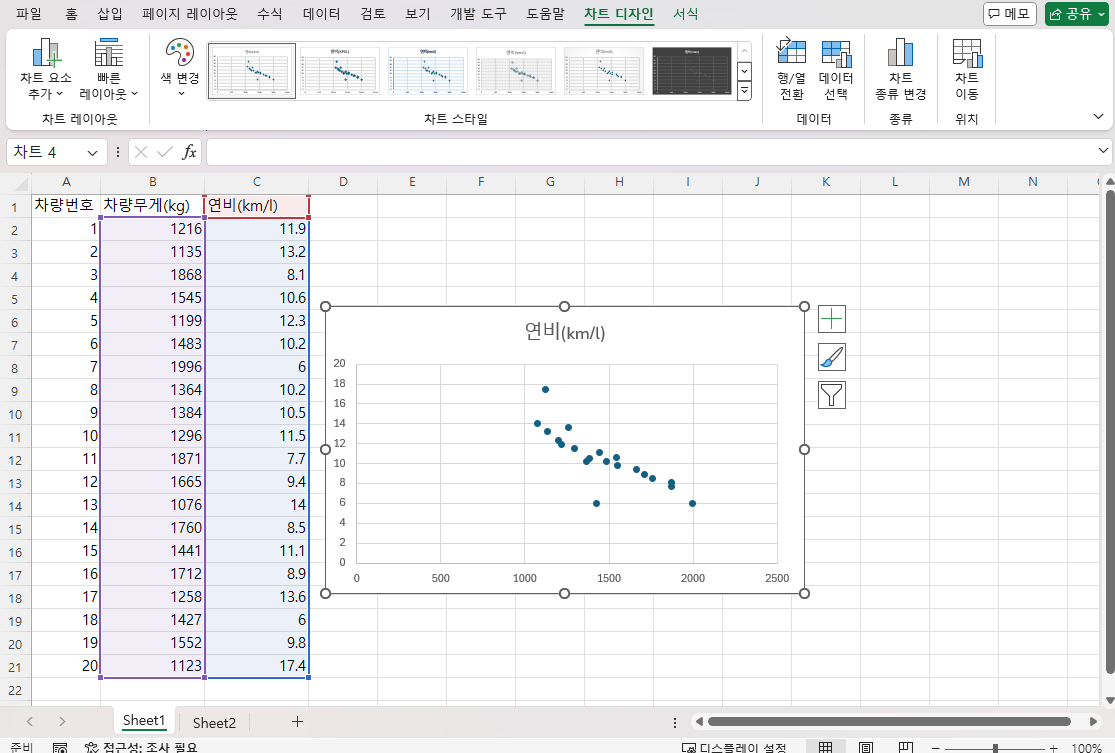 파일 홈 삽입 페이지 레이아웃 수식 데이터 검토 보기 개발 도구 도움말 차트 디자인 서식 메모 공유
차트 요소 추가
빠른 레이아웃
색 변경
행/열 전환
데이터 선택
차트 종류 변경
차트 이동
차트 레이아웃 차트 스타일 데이터 종류 위치
차트 4 fx
A B C D E F G H I J K L M N
1 차량번호 차량무게(kg) 연비(km/l)
2 1 1216 11.9
3 2 1135 13.2
4 3 1868 8.1
5 4 1545 10.6
6 5 1199 12.3
7 6 1483 10.2
8 7 1996 6
9 8 1364 10.2
10 9 1384 10.5
11 10 1296 11.5
12 11 1871 7.7
13 12 1665 9.4
14 13 1076 14
15 14 1760 8.5
16 15 1441 11.1
17 16 1712 8.9
18 17 1258 13.6
19 18 1427 6
20 19 1552 9.8
21 20 1123 17.4
22
연비(km/l)
20
18
16
14
12
10
8
6
4
2
0
0 500 1000 1500 2000 2500
Sheet1 Sheet2
준비 접근성: 조사 필요 디스플레이 설정 100%